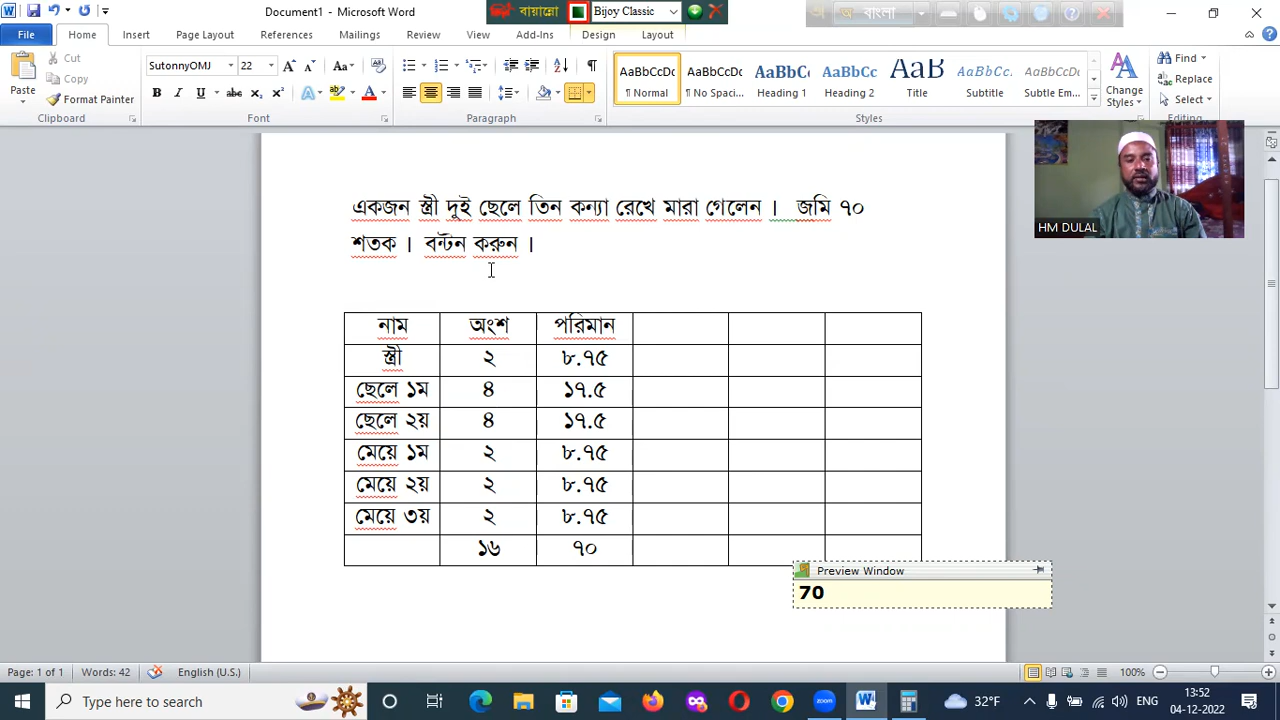 Document1 - Microsoft Word
বায়ান্নো
Bijoy Classic
বাংলা
File Home Insert Page Layout References Mailings Review View Add-Ins Design Layout
Paste
Cut
Copy
Format Painter
Clipboard
SutonnyOMJ 22
Font
Paragraph
AaBbCcDc AaBbCcDc AaBbCc AaBbCc AaB AaBbCc. AaBbCcDc
¶ Normal ¶ No Spaci... Heading 1 Heading 2 Title Subtitle Subtle Em...
Change
Styles
Styles
Find
Replace
Select
Editing
HM DULAL
একজন স্ত্রী দুই ছেলে তিন কন্যা রেখে মারা গেলেন । জমি ৭০
শতক । বন্টন করুন ।
নাম অংশ পরিমান
স্ত্রী ২ ৮.৭৫
ছেলে ১ম ৪ ১৭.৫
ছেলে ২য় ৪ ১৭.৫
মেয়ে ১ম ২ ৮.৭৫
মেয়ে ২য় ২ ৮.৭৫
মেয়ে ৩য় ২ ৮.৭৫
১৬ ৭০
Preview Window
70
Page: 1 of 1 Words: 42 English (U.S.) 100%
Type here to search
zoom
32°F
ENG
13:52
04-12-2022